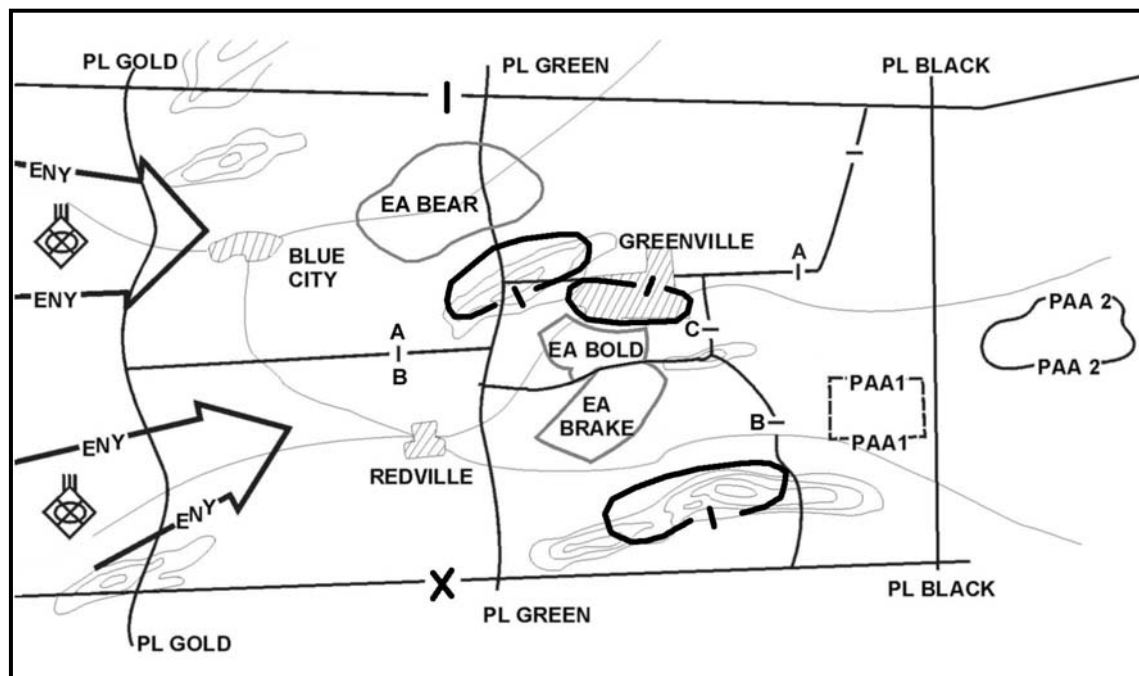 PL GOLD
PL GREEN
PL BLACK
ENY
EA BEAR
GREENVILLE
A
BLUE
CITY
ENY
PAA 2
C
A
B
EA BOLD
PAA 2
PAA1
EA
BRAKE
B
PAA1
ENY
REDVILLE
ENY
X
PL GREEN
PL BLACK
PL GOLD